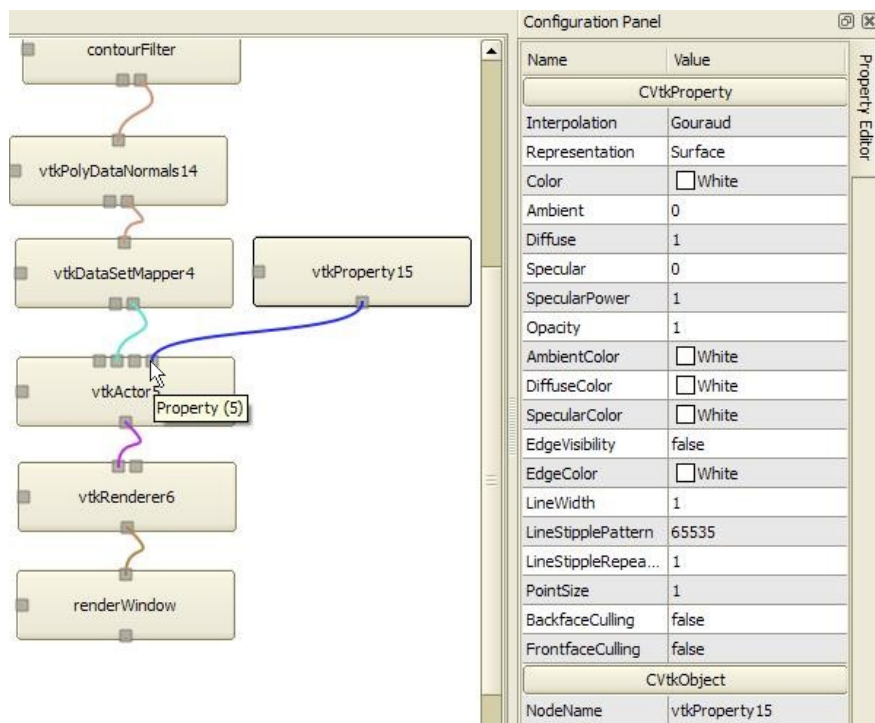 contourFilter
vtkPolyDataNormals14
vtkDataSetMapper4
vtkProperty15
vtkActor5
Property (5)
vtkRenderer6
renderWindow
Configuration Panel
Name Value
CVtkProperty
Interpolation Gouraud
Representation Surface
Color White
Ambient 0
Diffuse 1
Specular 0
SpecularPower 1
Opacity 1
AmbientColor White
DiffuseColor White
SpecularColor White
EdgeVisibility false
EdgeColor White
LineWidth 1
LineStipplePattern 65535
LineStippleRepea... 1
PointSize 1
BackfaceCulling false
FrontfaceCulling false
CVtkObject
NodeName vtkProperty15
Property Editor